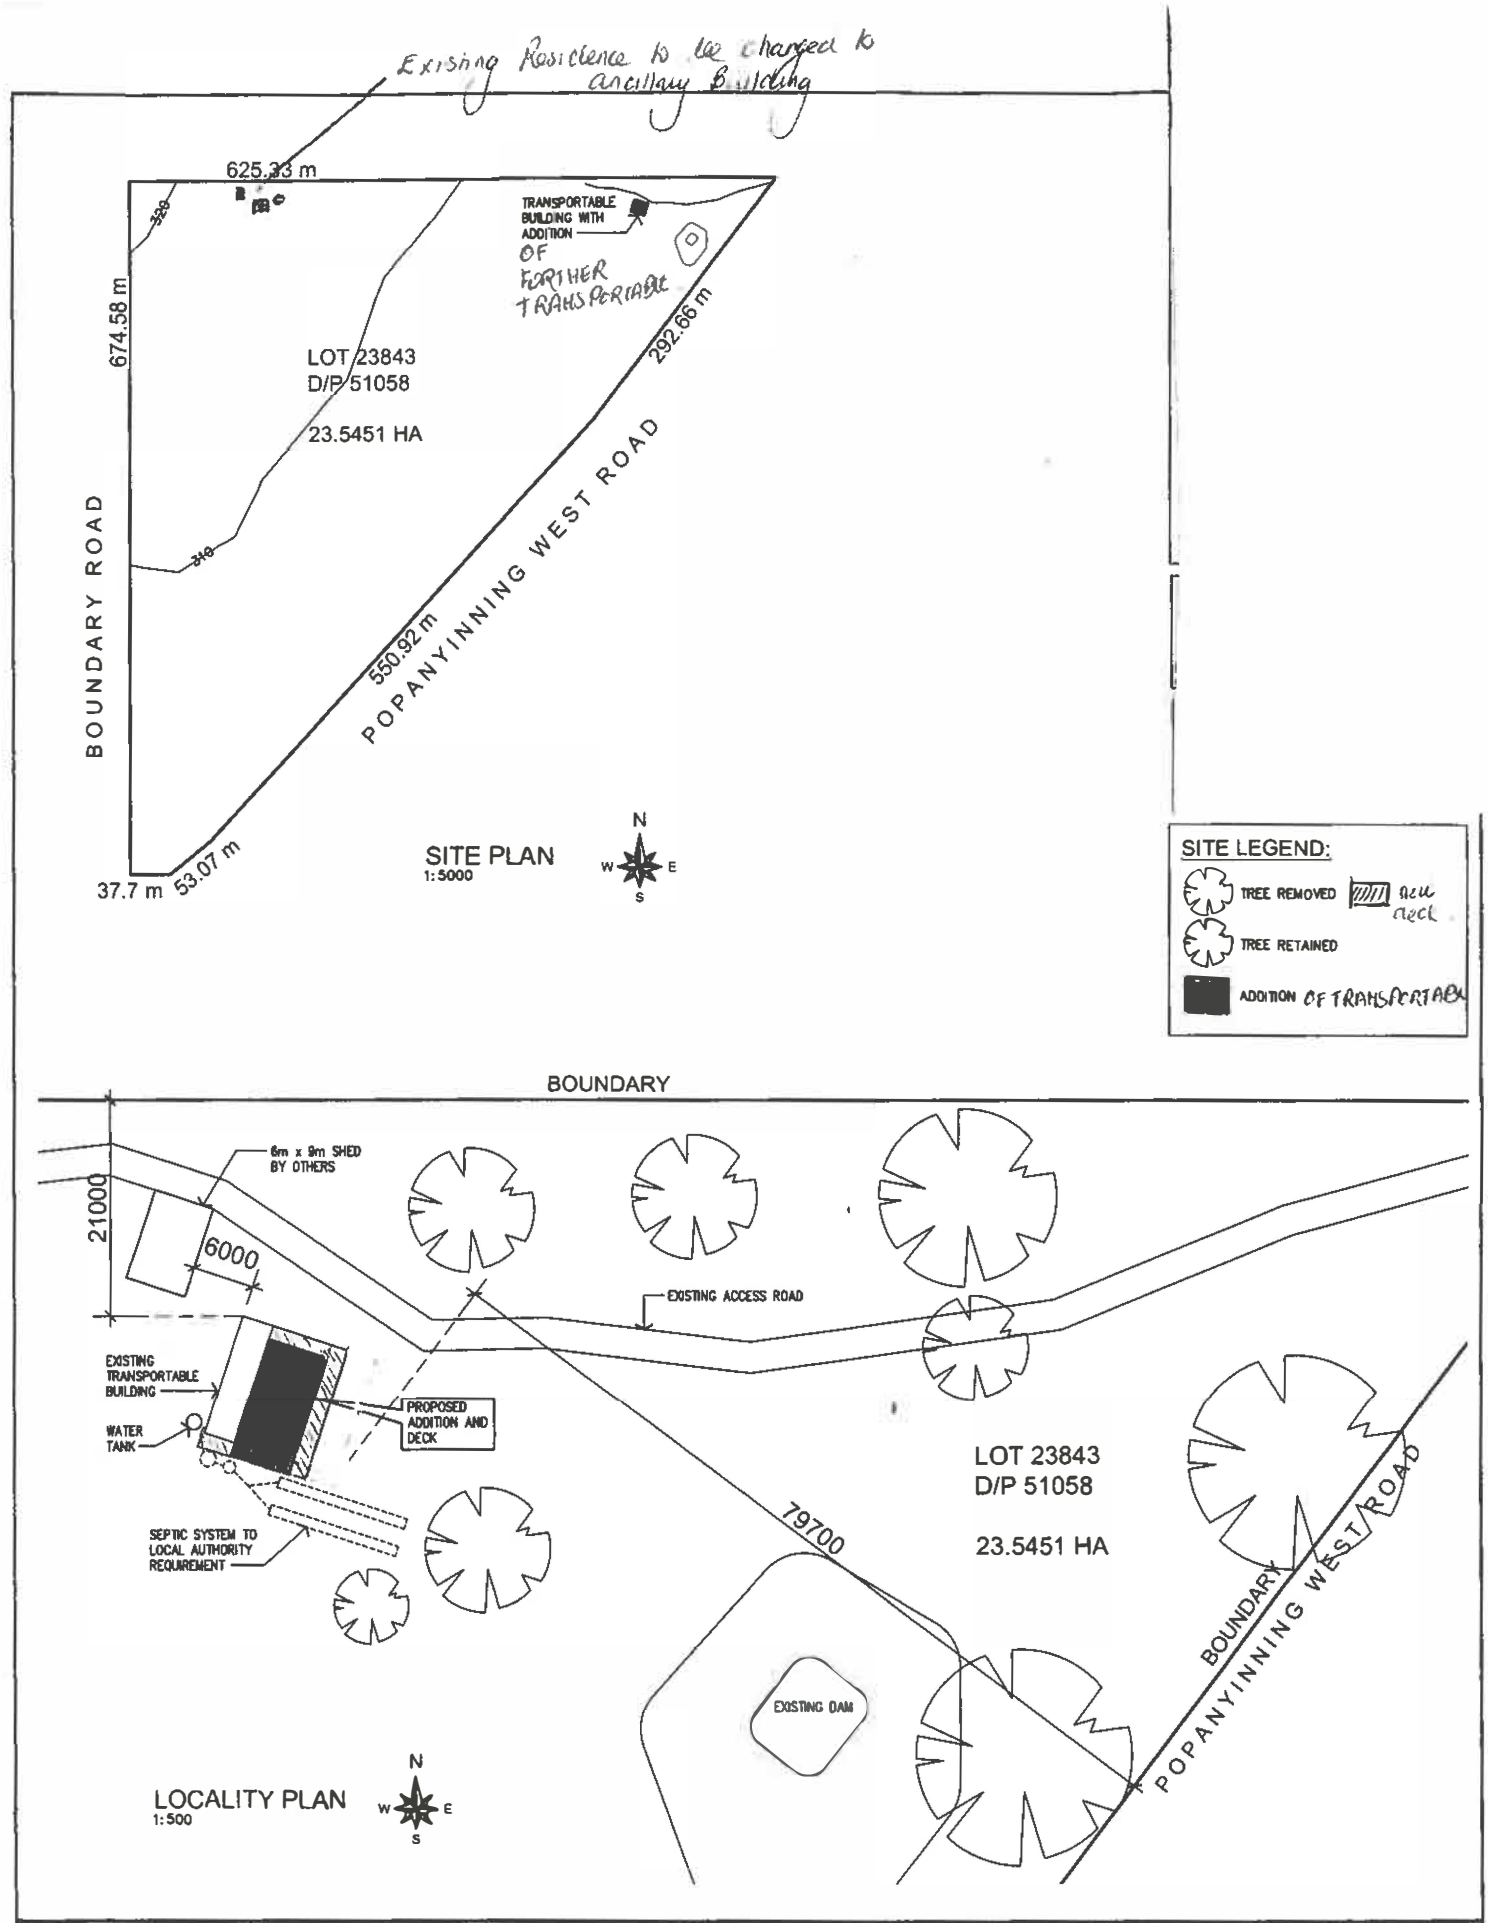 Existing Residence to be changed to
ancillary Building
625.33 m
320
TRANSPORTABLE
BUILDING WITH
ADDITION
OF
FURTHER
TRANSPORTABLE
674.58 m
292.66 m
LOT 23843
D/P 51058
23.5451 HA
BOUNDARY ROAD
310
POPANYINNING WEST ROAD
550.92 m
53.07 m
37.7 m
SITE PLAN
1:5000
N
W E
S
SITE LEGEND:
TREE REMOVED new
deck
TREE RETAINED
ADDITION OF TRANSPORTABLE
BOUNDARY
6m x 9m SHED
BY OTHERS
21000
6000
EXISTING ACCESS ROAD
EXISTING
TRANSPORTABLE
BUILDING
PROPOSED
ADDITION AND
DECK
WATER
TANK
LOT 23843
D/P 51058
23.5451 HA
79700
SEPTIC SYSTEM TO
LOCAL AUTHORITY
REQUIREMENT
BOUNDARY
POPANYINNING WEST ROAD
EXISTING DAM
LOCALITY PLAN
1:500
N
W E
S